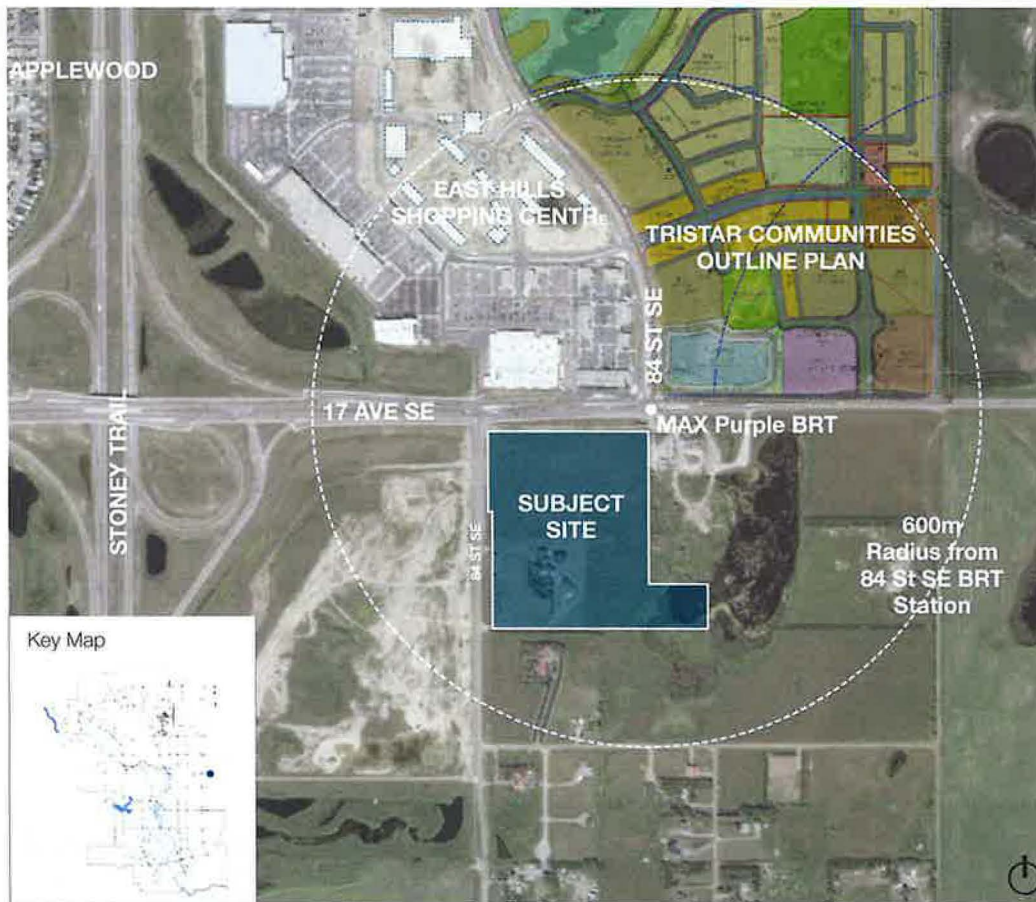 APPLEWOOD
EAST HILLS
SHOPPING CENTRE
TRISTAR COMMUNITIES
OUTLINE PLAN
84 ST SE
17 AVE SE
MAX Purple BRT
STONEY TRAIL
SUBJECT
SITE
84 ST SE
600m
Radius from
84 St SE BRT
Station
Key Map